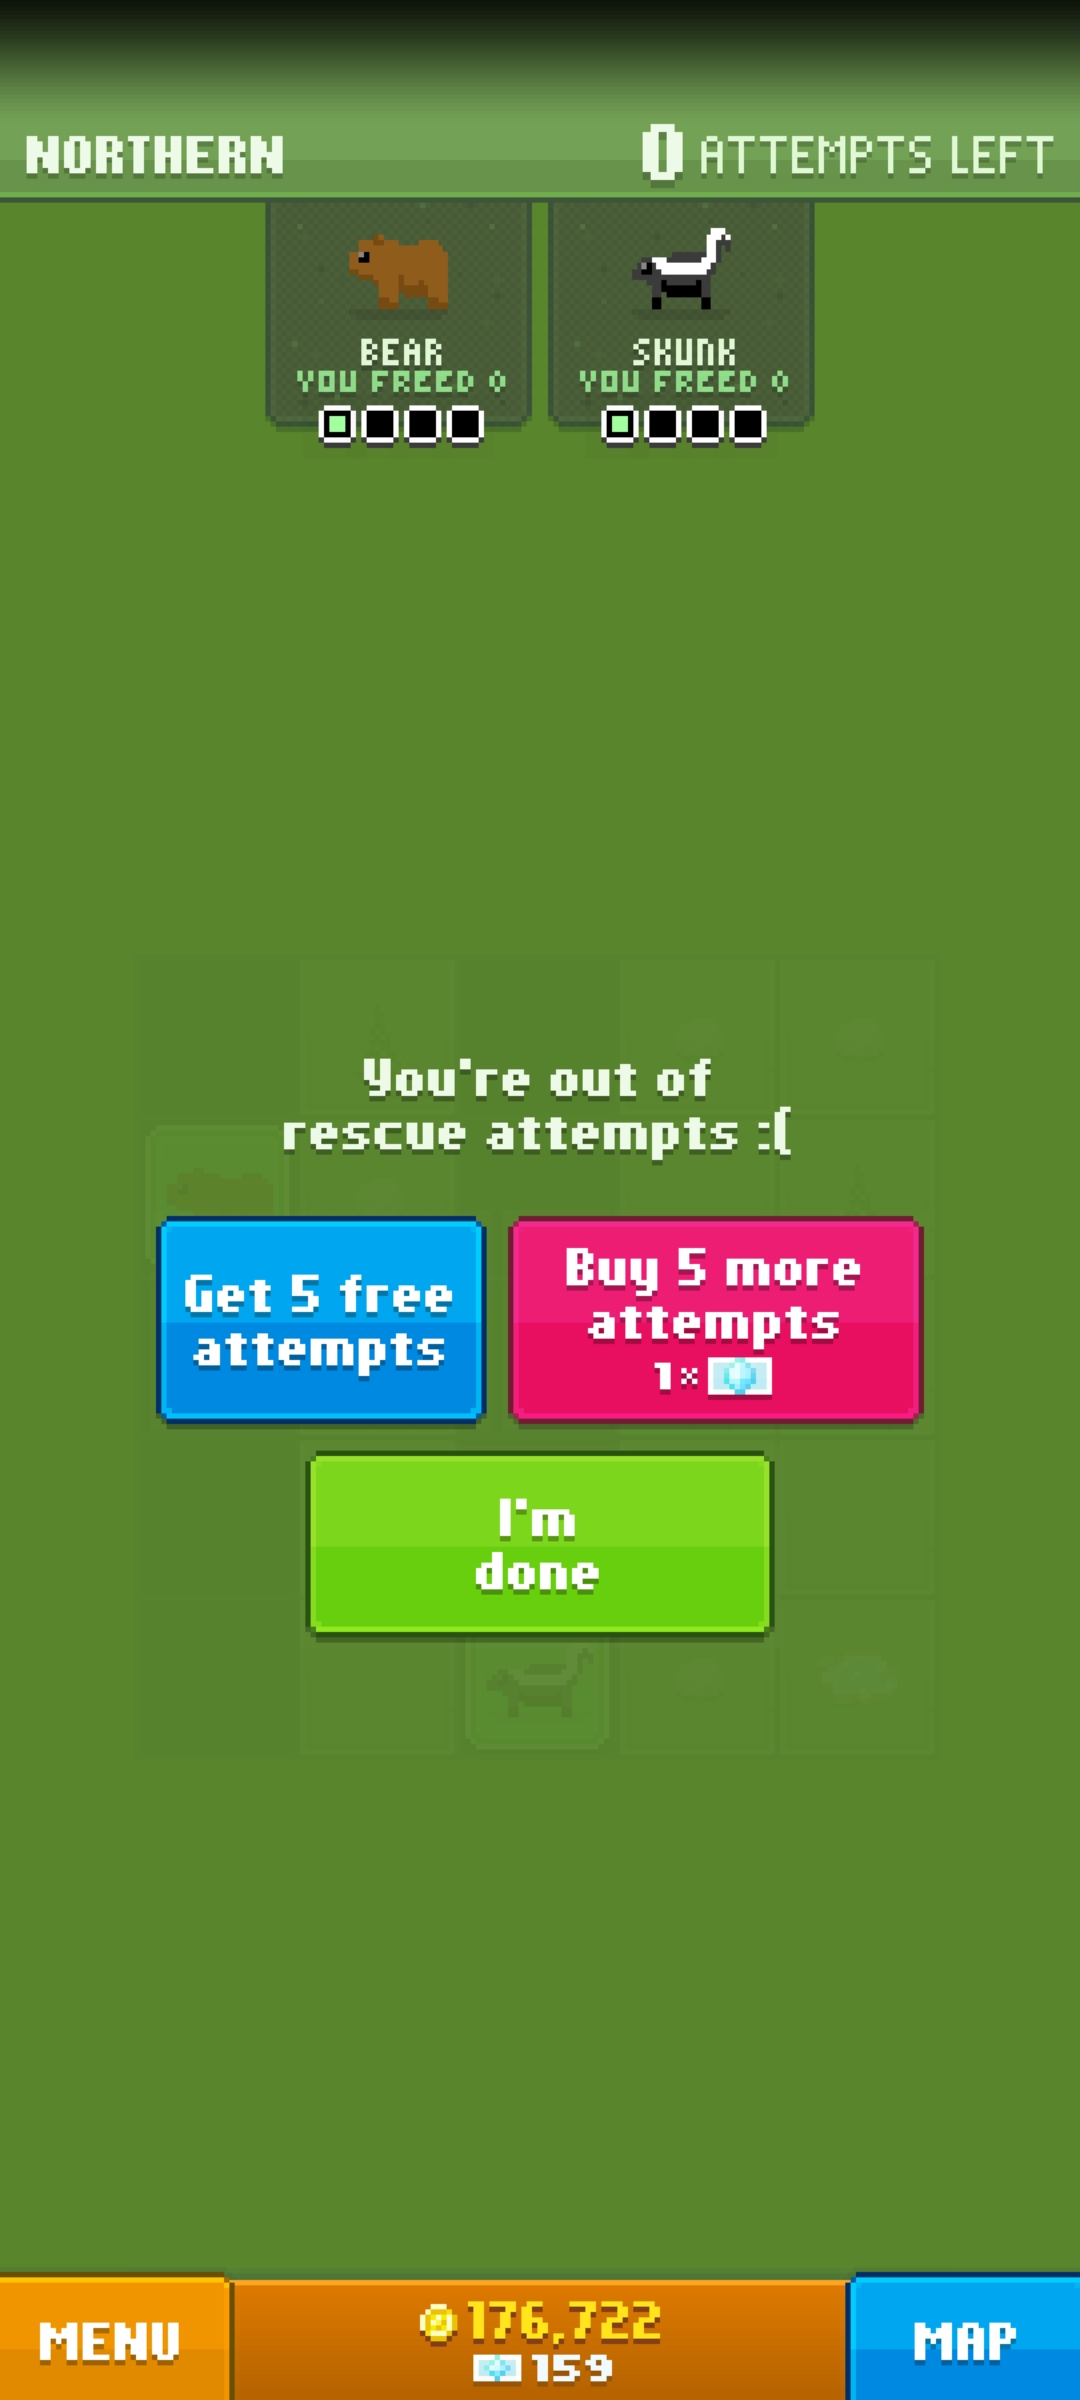 NORTHERN
0 ATTEMPTS LEFT
BEAR
YOU FREED 0
SKUNK
YOU FREED 0
You're out of
rescue attempts :(
Get 5 free
attempts
Buy 5 more
attempts
1×
I'm
done
MENU
176,722
159
MAP